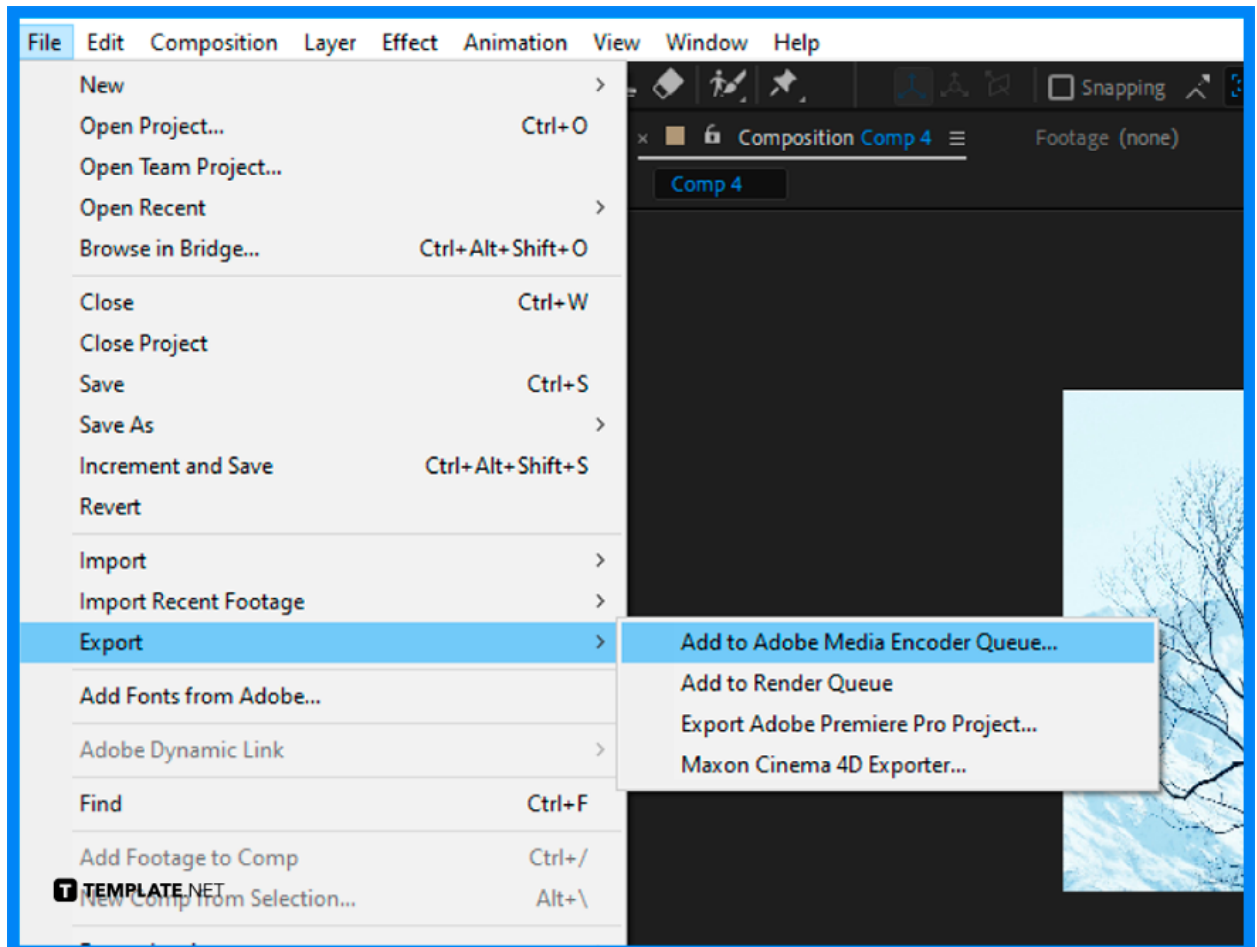 File Edit Composition Layer Effect Animation View Window Help
New
Open Project... Ctrl+O
Open Team Project...
Open Recent
Browse in Bridge... Ctrl+Alt+Shift+O
Close Ctrl+W
Close Project
Save Ctrl+S
Save As
Increment and Save Ctrl+Alt+Shift+S
Revert
Import
Import Recent Footage
Export
Add Fonts from Adobe...
Adobe Dynamic Link
Find Ctrl+F
Add Footage to Comp Ctrl+/
New Comp from Selection... Alt+\
T TEMPLATE.NET
Snapping
× Composition Comp 4 Footage (none)
Comp 4
Add to Adobe Media Encoder Queue...
Add to Render Queue
Export Adobe Premiere Pro Project...
Maxon Cinema 4D Exporter...